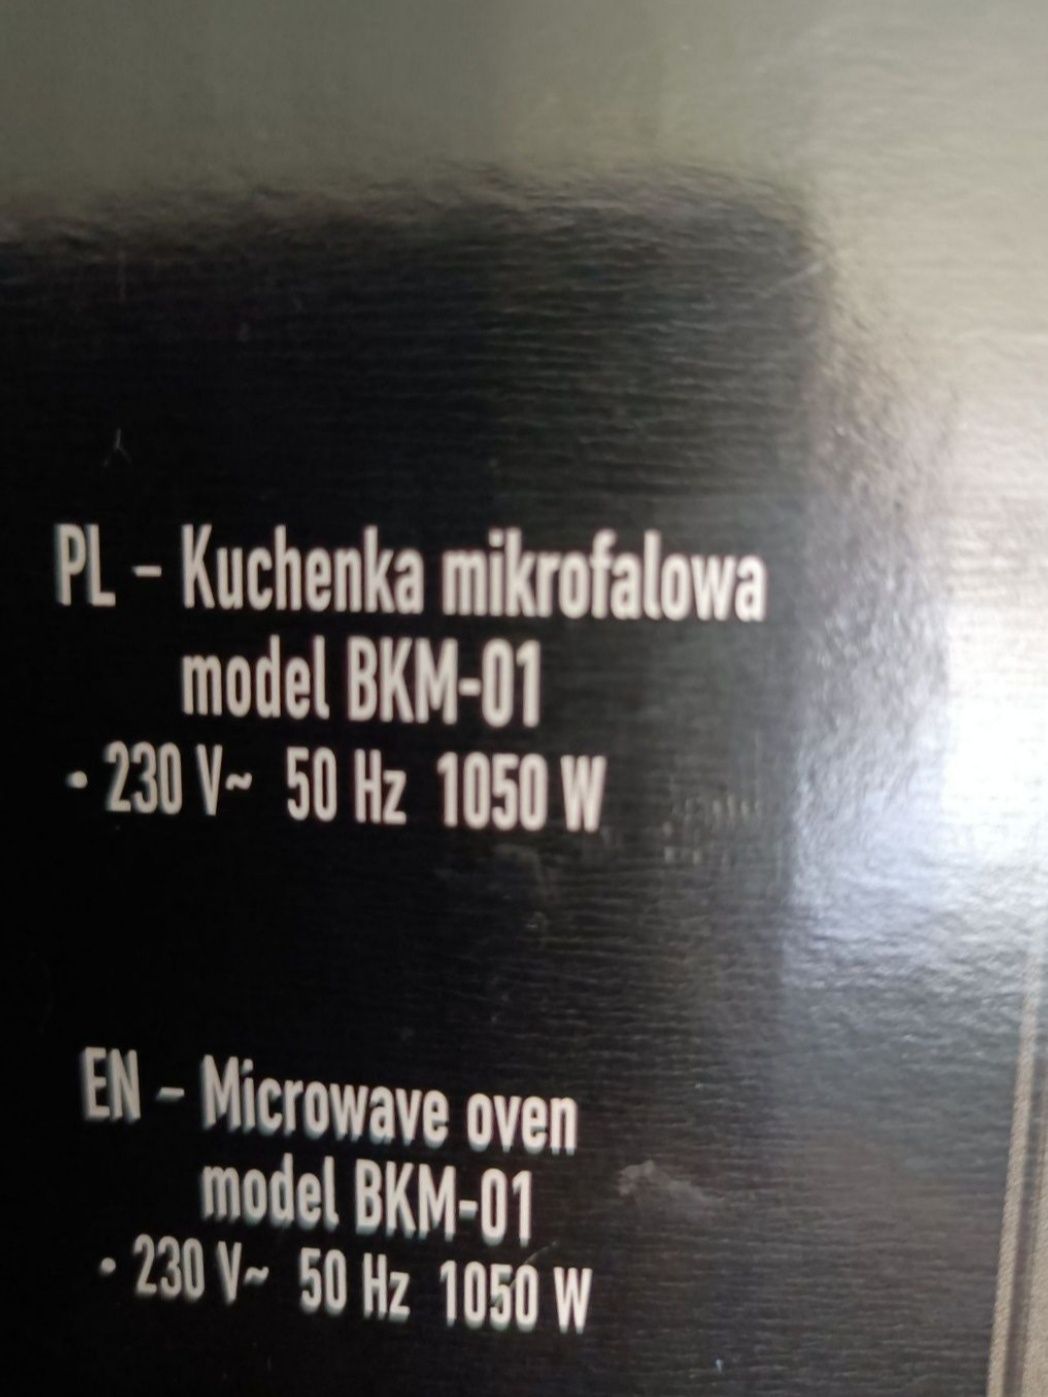 PL – Kuchenka mikrofalowa
model BKM-01
• 230 V~ 50 Hz 1050 W
EN – Microwave oven
model BKM-01
• 230 V~ 50 Hz 1050 W